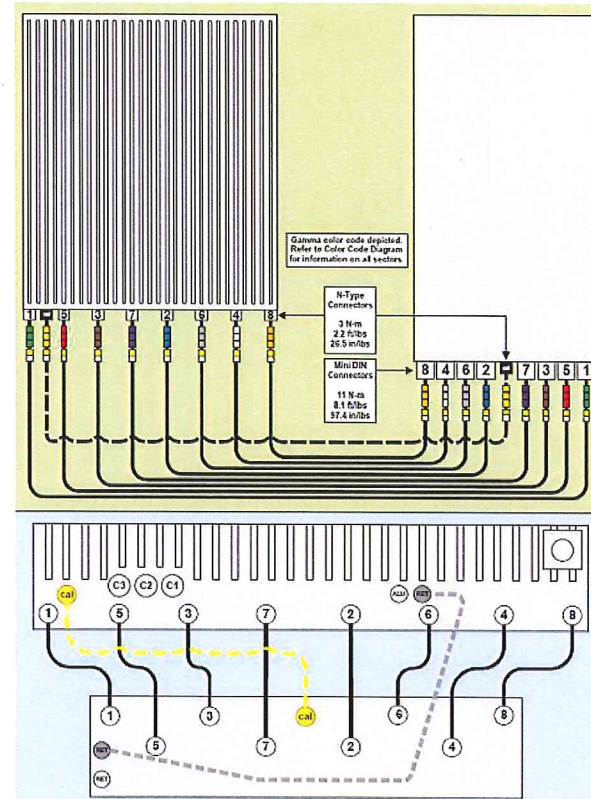 Gamma color code depicted.
Refer to Color Code Diagram
for information on all sectors
1 5 3 7 2 6 4 8
N-Type
Connectors
3 N-m
2.2 ft/lbs
26.5 in/lbs
Mini DIN
Connectors
11 N-m
8.1 ft/lbs
97.4 in/lbs
8 4 6 2 7 3 5 1
C3 C2 C1
cal ALU RET
1 5 3 7 2 6 4 8
1 3 cal 6 8
5 7 2 4
RET
RET